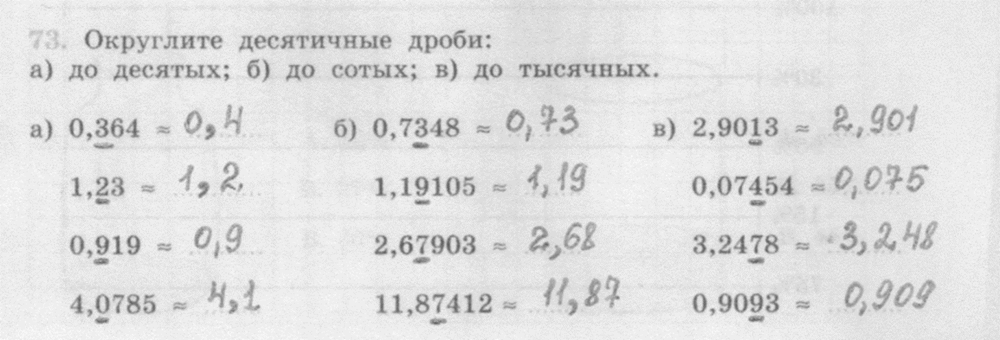 73. Округлите десятичные дроби:
а) до десятых; б) до сотых; в) до тысячных.
а) 0,364 ≈ 0,4 б) 0,7348 ≈ 0,73 в) 2,9013 ≈ 2,901
1,23 ≈ 1,2 1,19105 ≈ 1,19 0,07454 ≈ 0,075
0,919 ≈ 0,9 2,67903 ≈ 2,68 3,2478 ≈ 3,248
4,0785 ≈ 4,1 11,87412 ≈ 11,87 0,9093 ≈ 0,909